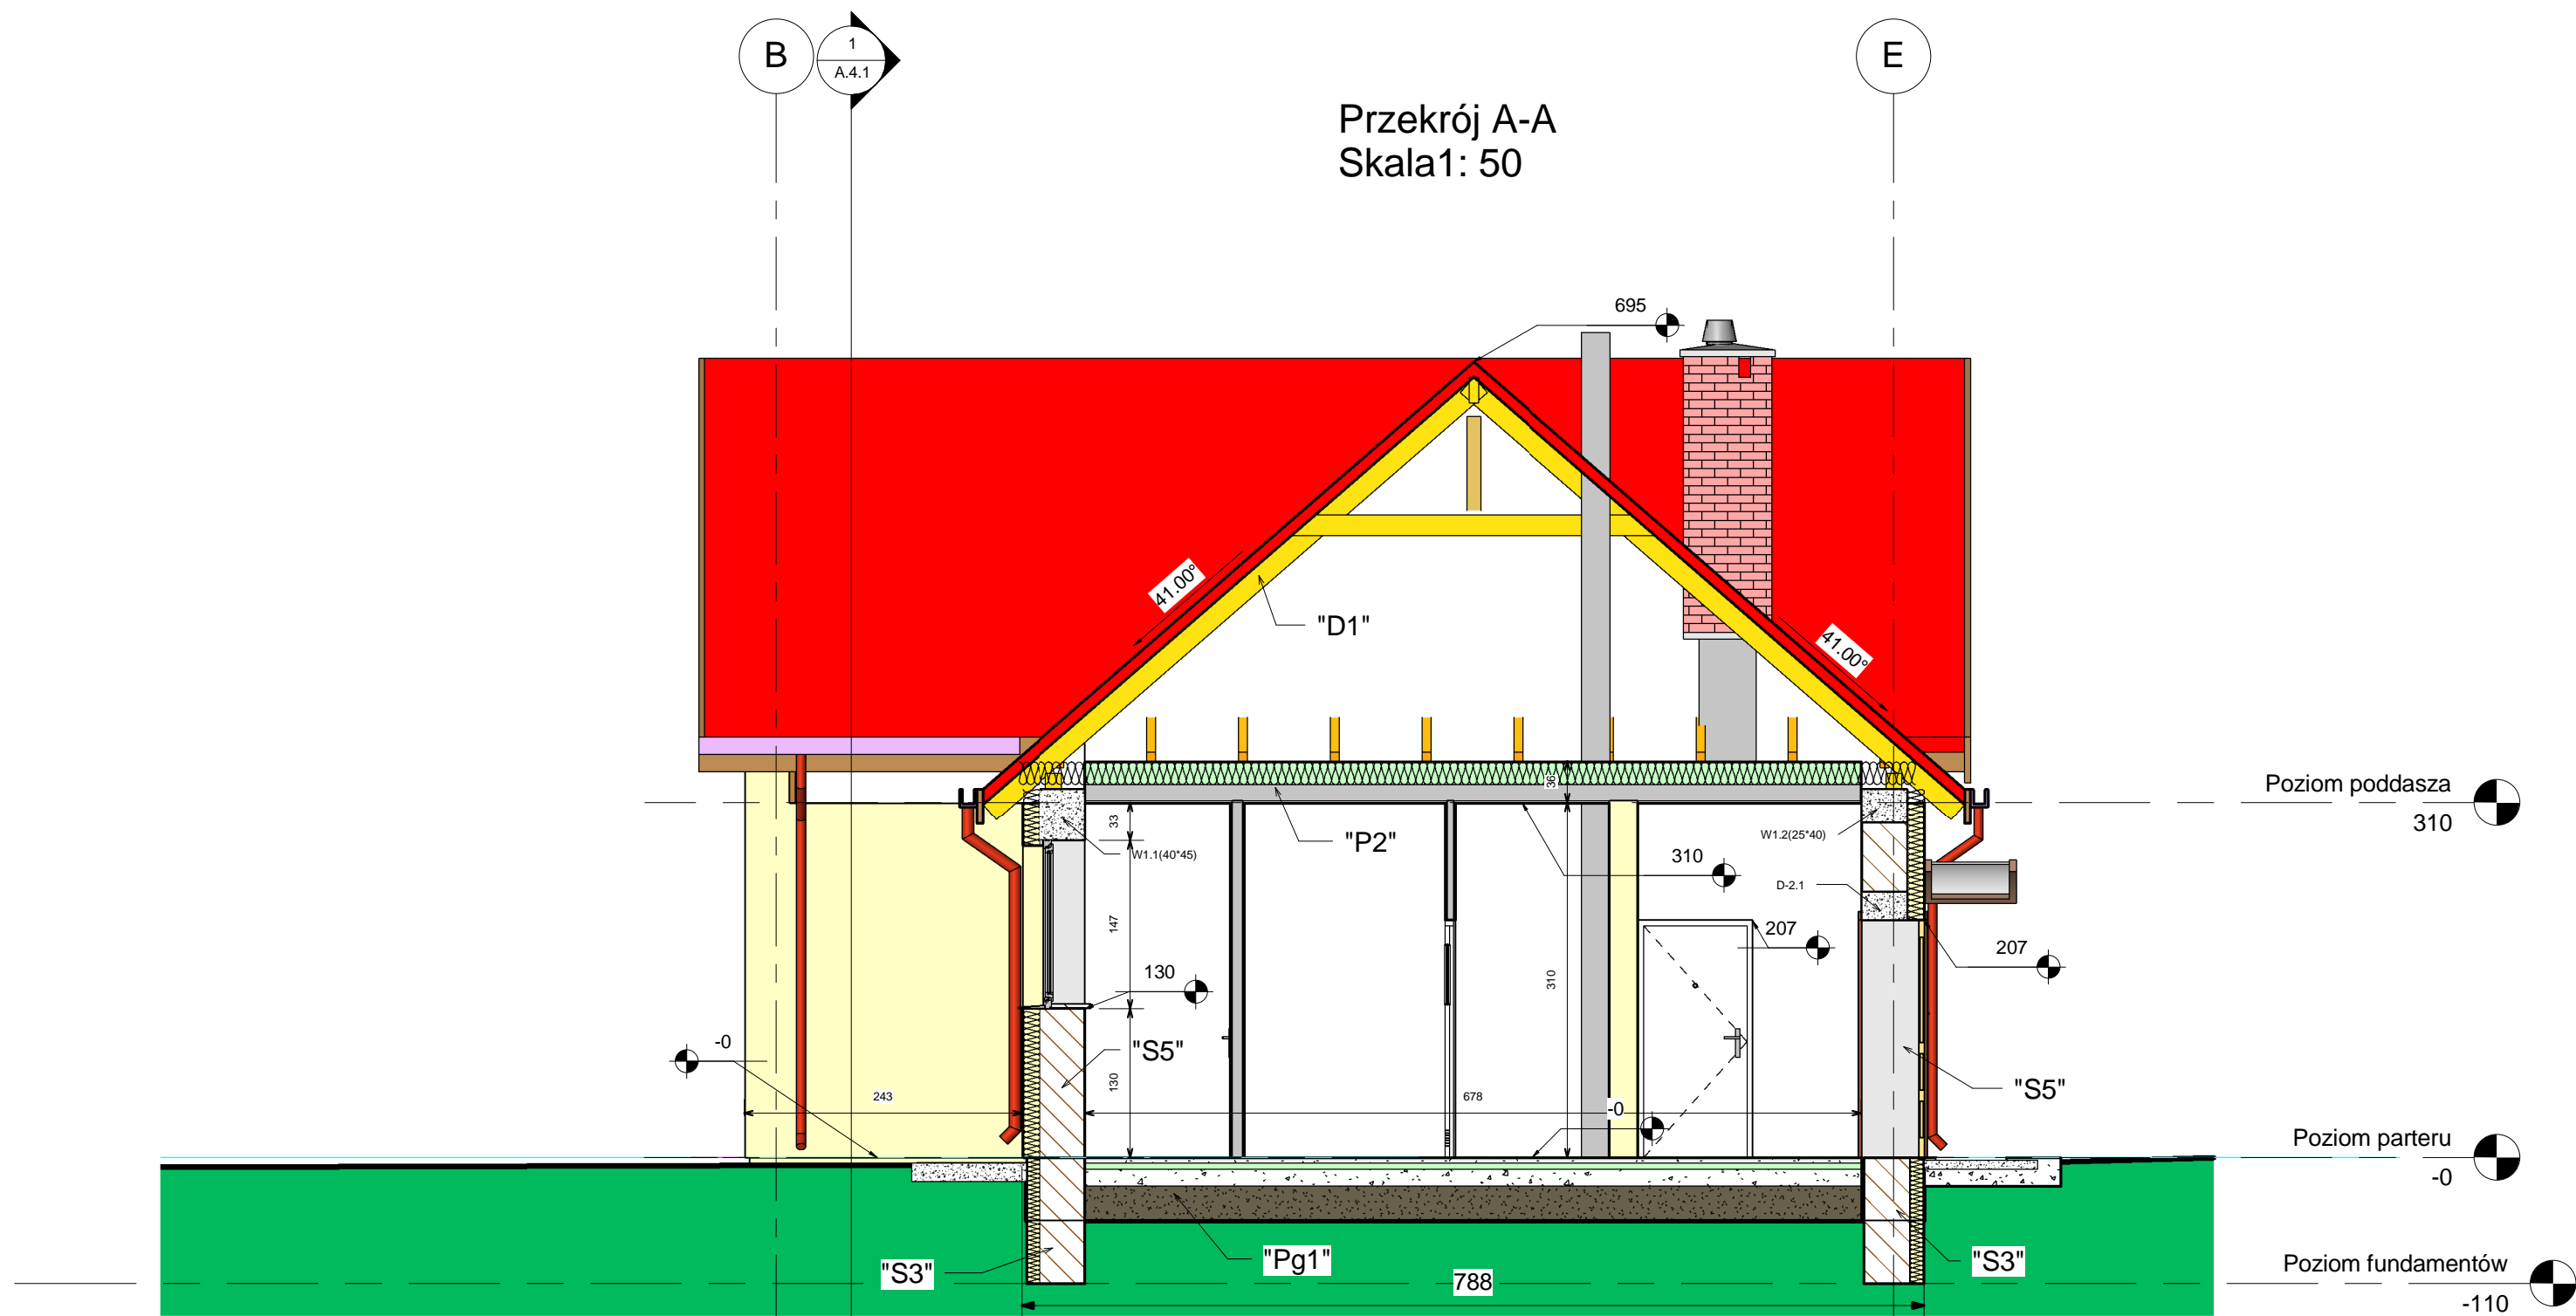 B
1
A.4.1
E
Przekrój A-A
Skala1: 50
695
41.00°
"D1"
41.00°
Poziom poddasza
310
36
33
W1.1(40*45)
"P2"
W1.2(25*40)
310
D-2.1
147
207
207
130
310
-0
"S5"
130
"S5"
243
678
-0
Poziom parteru
-0
"S3"
"Pg1"
"S3"
788
Poziom fundamentów
-110